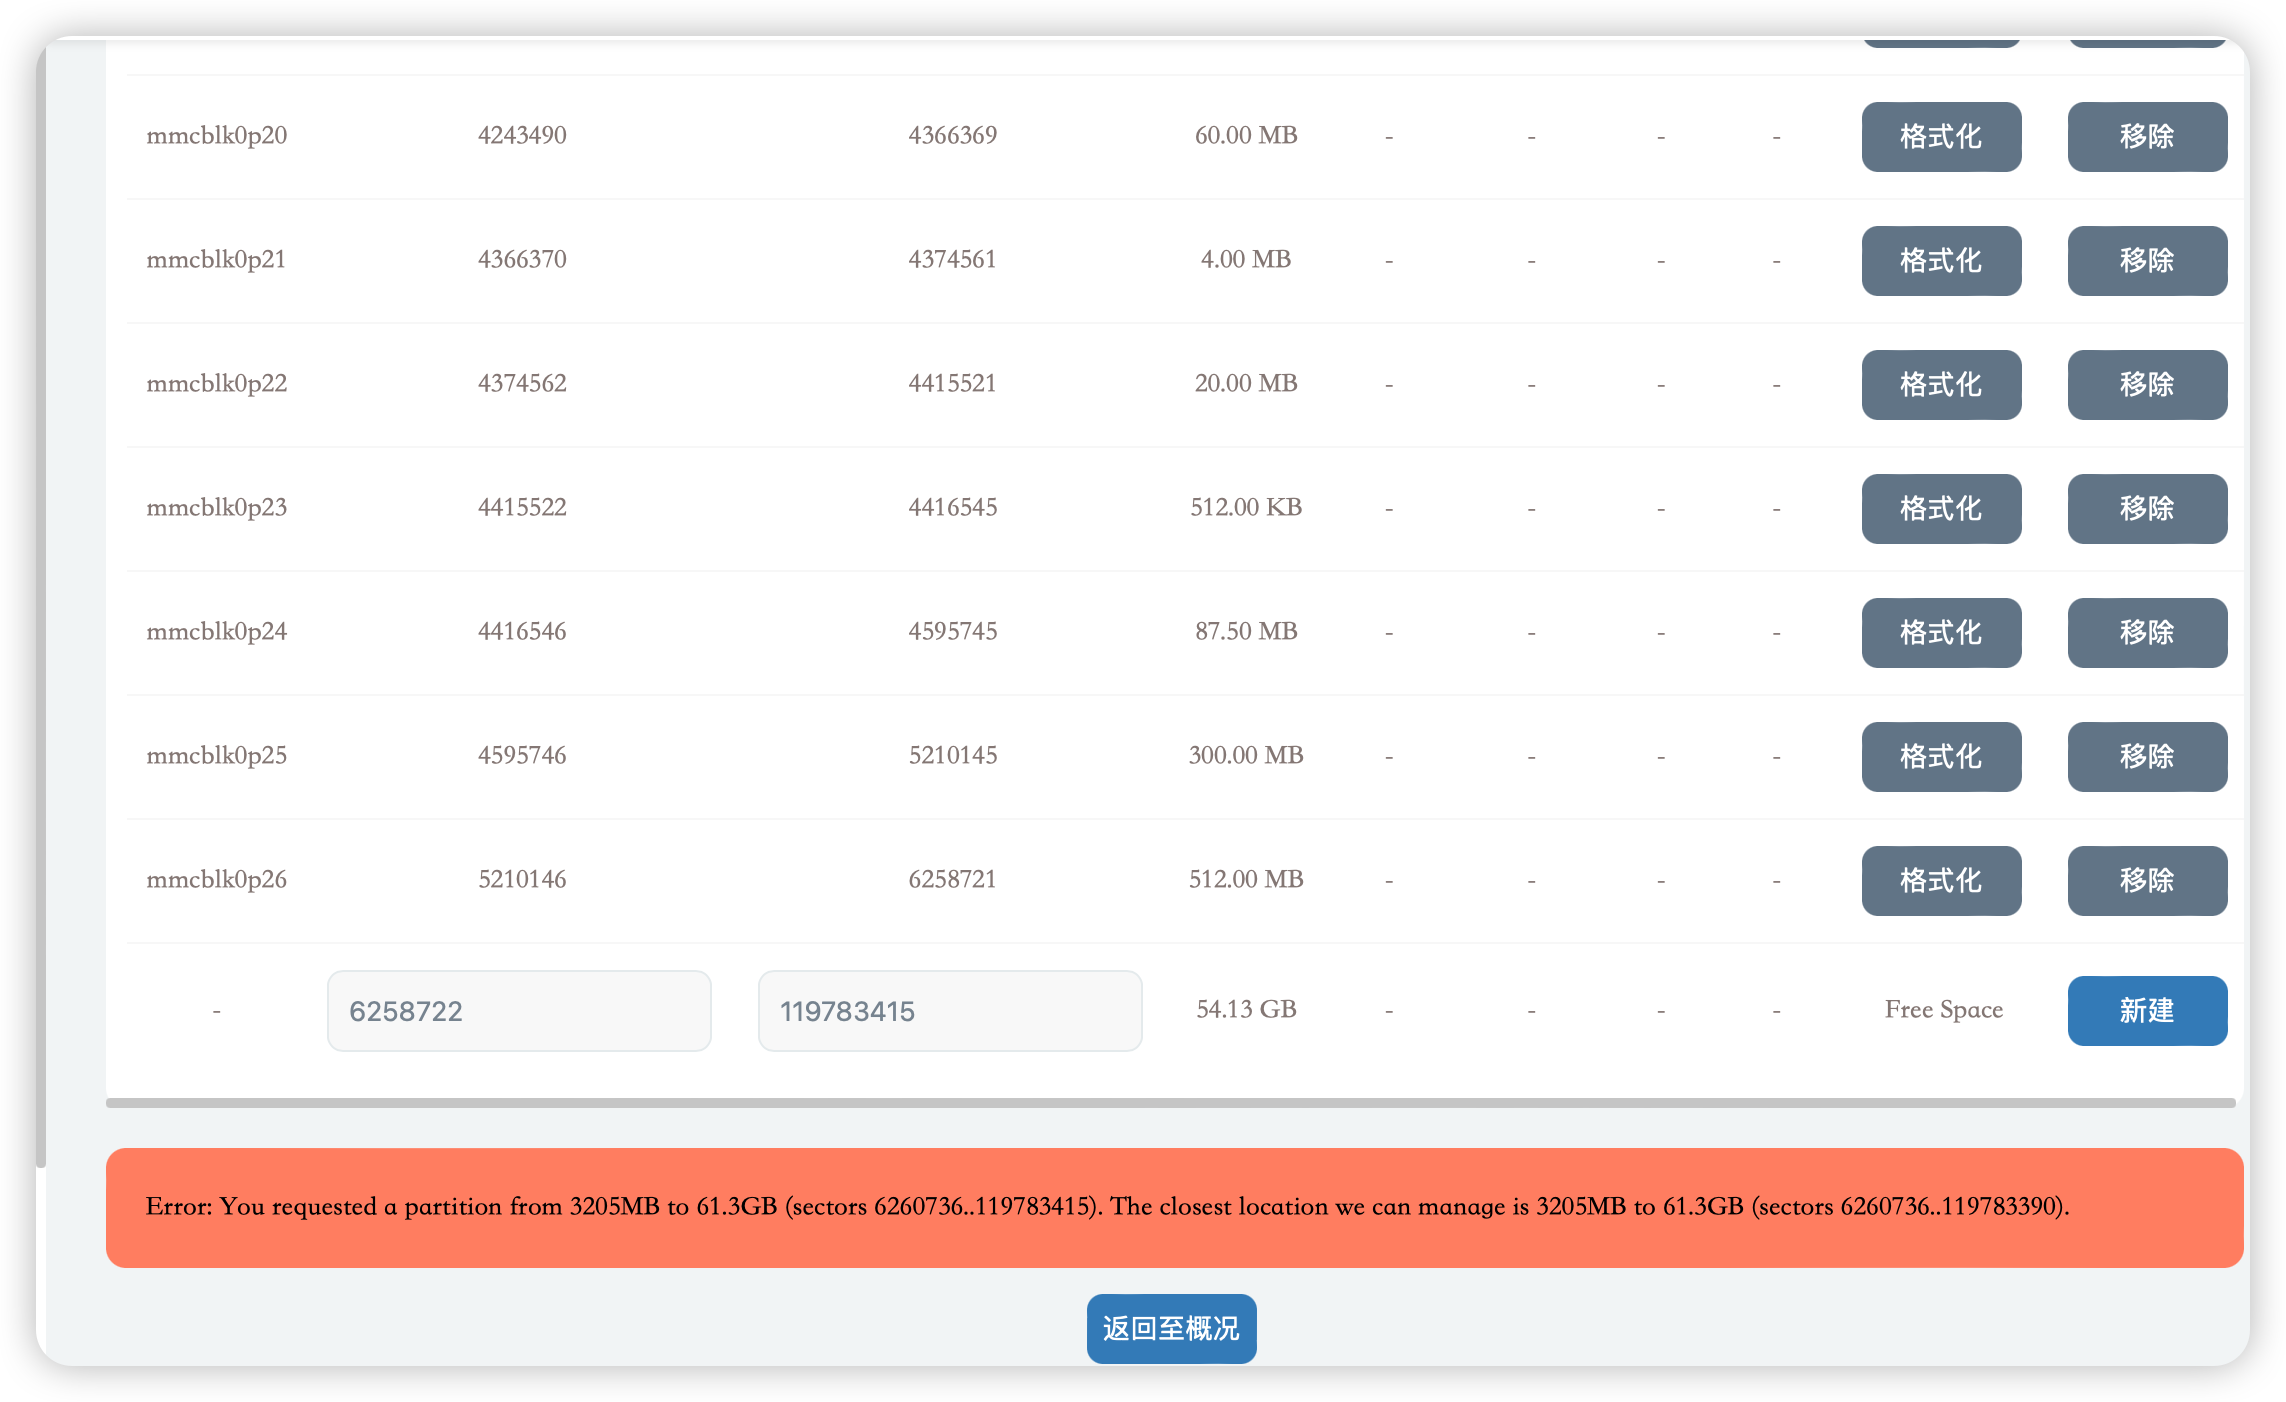 mmcblk0p20 4243490 4366369 60.00 MB - - - - 格式化 移除
mmcblk0p21 4366370 4374561 4.00 MB - - - - 格式化 移除
mmcblk0p22 4374562 4415521 20.00 MB - - - - 格式化 移除
mmcblk0p23 4415522 4416545 512.00 KB - - - - 格式化 移除
mmcblk0p24 4416546 4595745 87.50 MB - - - - 格式化 移除
mmcblk0p25 4595746 5210145 300.00 MB - - - - 格式化 移除
mmcblk0p26 5210146 6258721 512.00 MB - - - - 格式化 移除
- 6258722 119783415 54.13 GB - - - - Free Space 新建
Error: You requested a partition from 3205MB to 61.3GB (sectors 6260736..119783415). The closest location we can manage is 3205MB to 61.3GB (sectors 6260736..119783390).
返回至概况